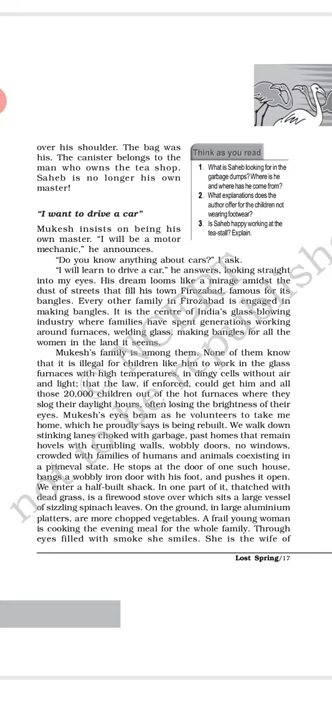 over his shoulder. The bag was
his. The canister belongs to the
man who owns the tea shop.
Saheb is no longer his own
master!
Think as you read
1. What is Saheb looking for in the
garbage dumps? Where is he
and where has he come from?
2. What explanations does the
author offer for the children not
wearing footwear?
3. Is Saheb happy working at the
tea-stall? Explain.
“I want to drive a car”
Mukesh insists on being his
own master. “I will be a motor
mechanic,” he announces.
“Do you know anything about cars?” I ask.
“I will learn to drive a car,” he answers, looking straight
into my eyes. His dream looms like a mirage amidst the
dust of streets that fill his town Firozabad, famous for its
bangles. Every other family in Firozabad is engaged in
making bangles. It is the centre of India’s glass-blowing
industry where families have spent generations working
around furnaces, welding glass, making bangles for all the
women in the land it seems.
Mukesh’s family is among them. None of them know
that it is illegal for children like him to work in the glass
furnaces with high temperatures, in dingy cells without air
and light; that the law, if enforced, could get him and all
those 20,000 children out of the hot furnaces where they
slog their daylight hours, often losing the brightness of their
eyes. Mukesh’s eyes beam as he volunteers to take me
home, which he proudly says is being rebuilt. We walk down
stinking lanes choked with garbage, past homes that remain
hovels with crumbling walls, wobbly doors, no windows,
crowded with families of humans and animals coexisting in
a primeval state. He stops at the door of one such house,
bangs a wobbly iron door with his foot, and pushes it open.
We enter a half-built shack. In one part of it, thatched with
dead grass, is a firewood stove over which sits a large vessel
of sizzling spinach leaves. On the ground, in large aluminium
platters, are more chopped vegetables. A frail young woman
is cooking the evening meal for the whole family. Through
eyes filled with smoke she smiles. She is the wife of
Lost Spring/17